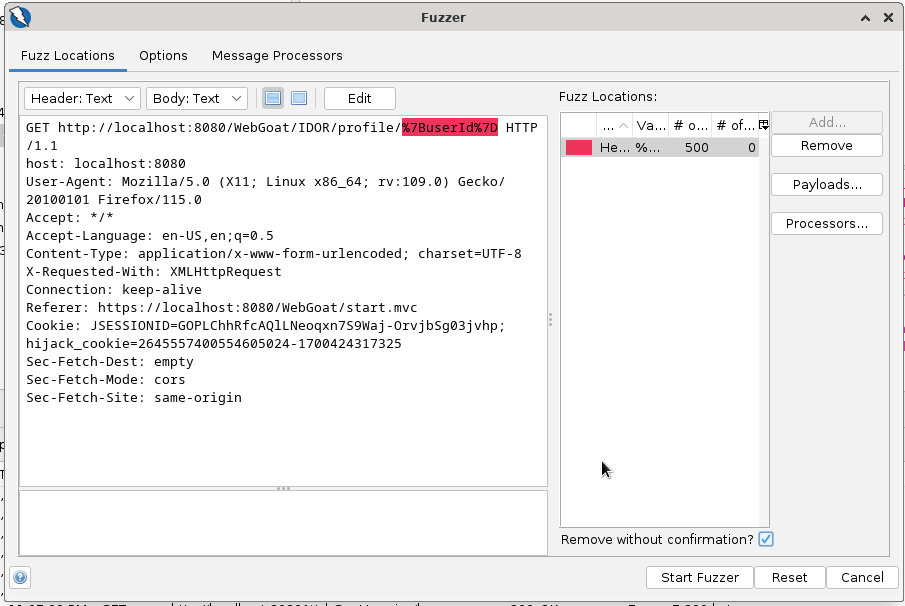 Fuzzer
Fuzz Locations
Options
Message Processors
Header: Text
Body: Text
Edit
GET http://localhost:8080/WebGoat/IDOR/profile/%7BuserId%7D HTTP
/1.1
host: localhost:8080
User-Agent: Mozilla/5.0 (X11; Linux x86_64; rv:109.0) Gecko/
20100101 Firefox/115.0
Accept: */*
Accept-Language: en-US,en;q=0.5
Content-Type: application/x-www-form-urlencoded; charset=UTF-8
X-Requested-With: XMLHttpRequest
Connection: keep-alive
Referer: https://localhost:8080/WebGoat/start.mvc
Cookie: JSESSIONID=GOPLChhRfcAQlLNeoqxn7S9Waj-OrvjbSg03jvhp;
hijack_cookie=2645557400554605024-1700424317325
Sec-Fetch-Dest: empty
Sec-Fetch-Mode: cors
Sec-Fetch-Site: same-origin
Fuzz Locations:
... Va... # o... # of...
He... %... 500 0
Add...
Remove
Payloads...
Processors...
Remove without confirmation?
Start Fuzzer
Reset
Cancel